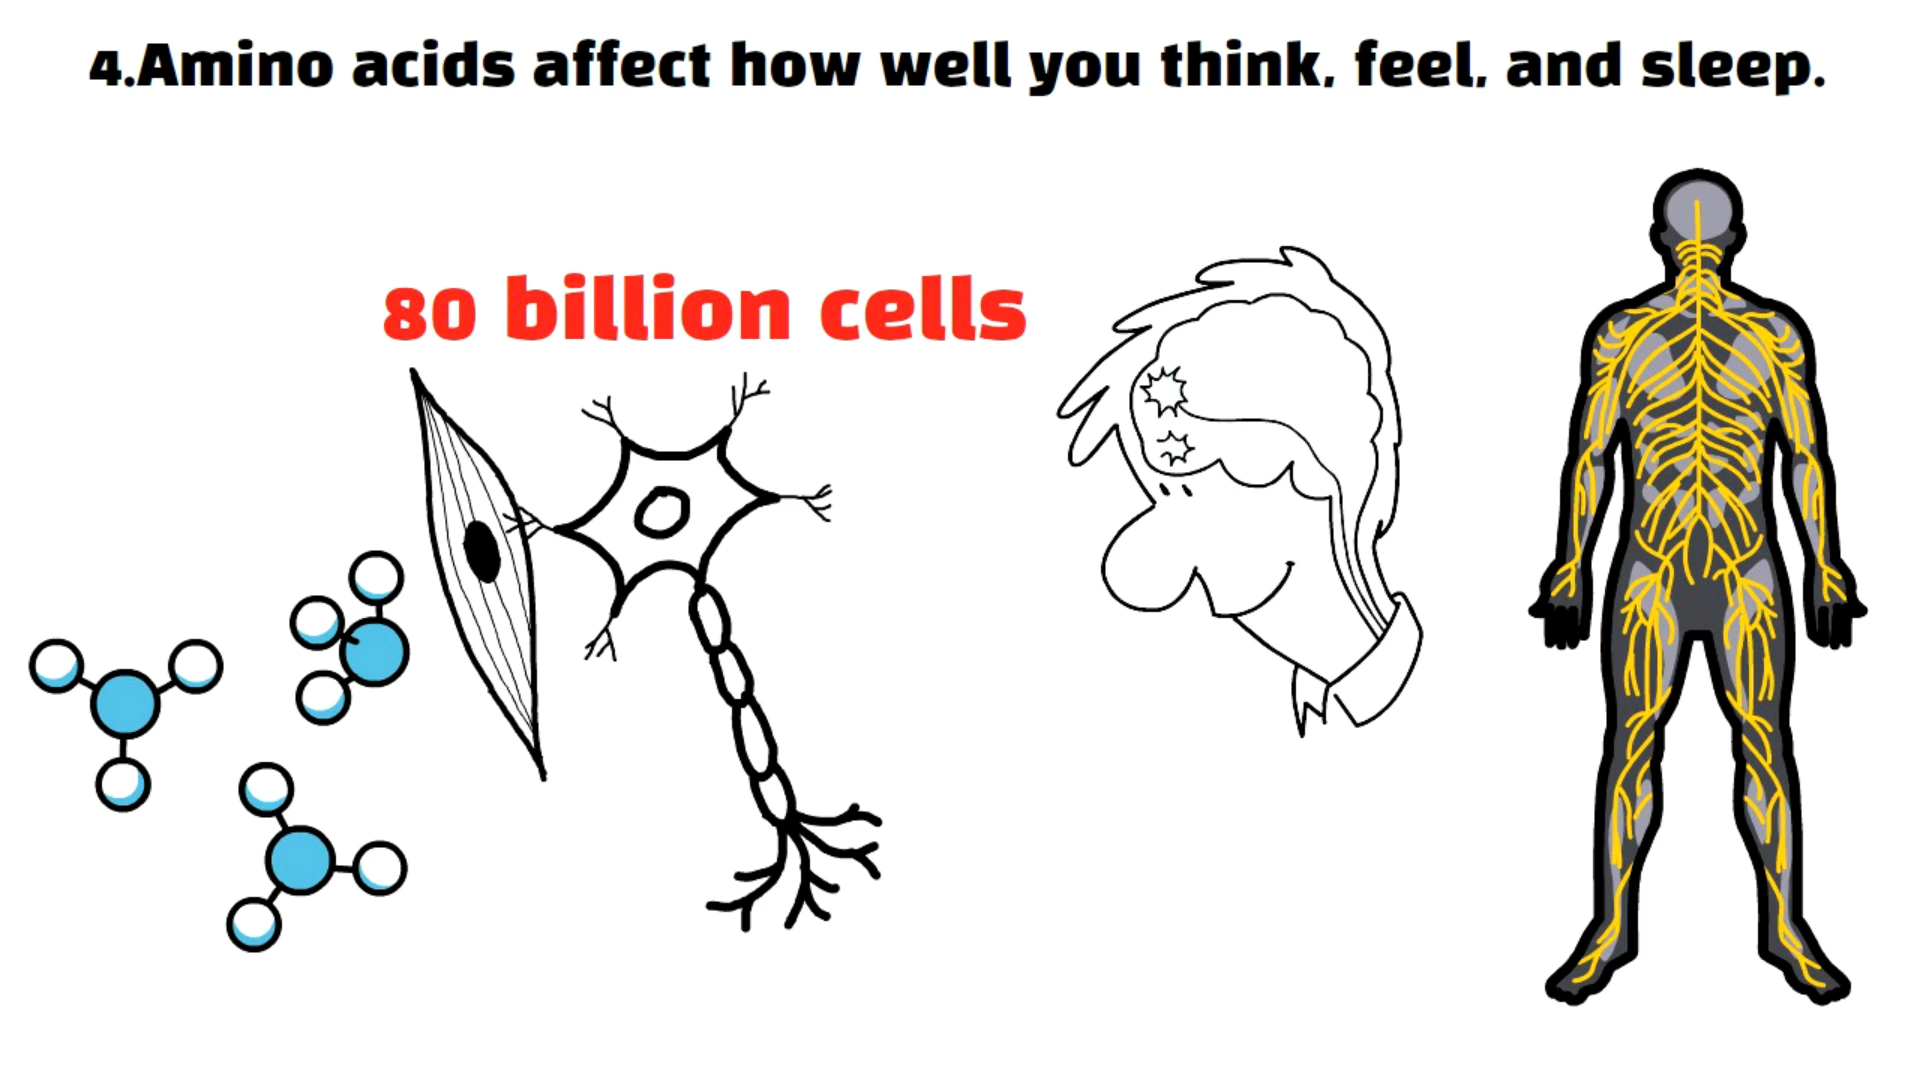 4.Amino acids affect how well you think, feel, and sleep.
80 billion cells